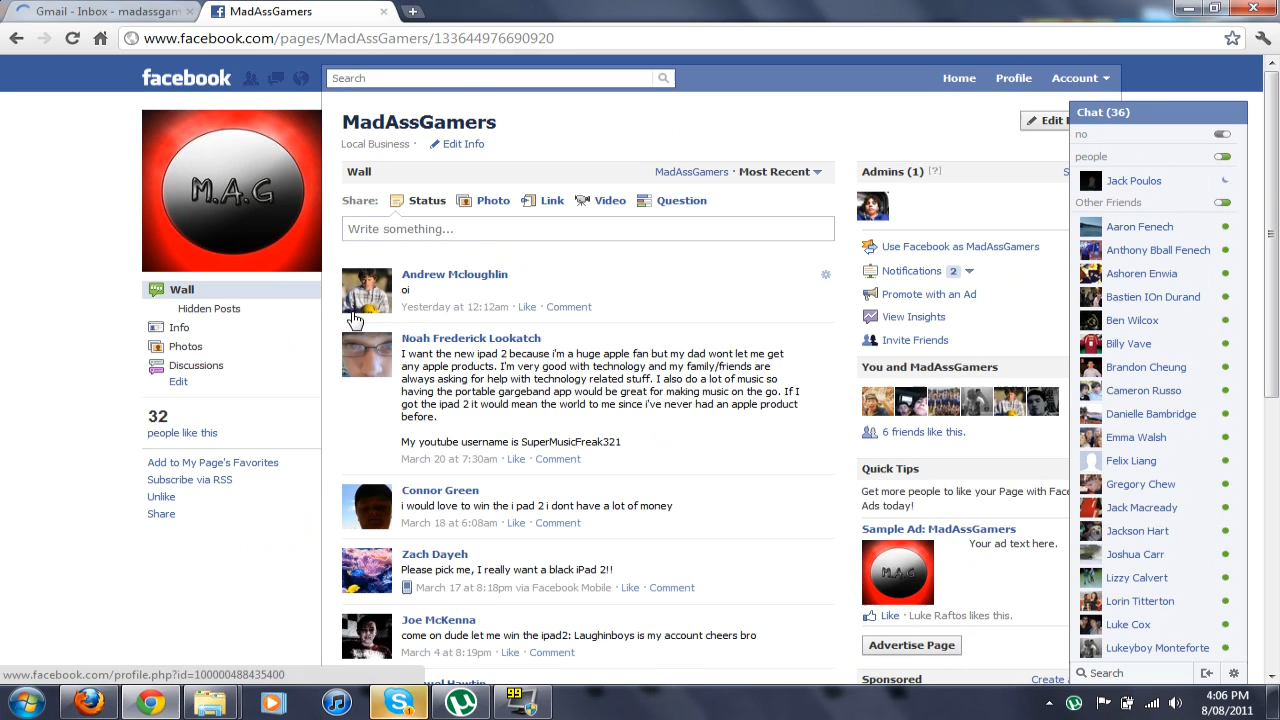 Gmail - Inbox - madassgam
MadAssGamers
www.facebook.com/pages/MadAssGamers/133644976690920
facebook
Search
Home Profile Account
M.A.G
MadAssGamers
Local Business · Edit Info
Edit
Wall
MadAssGamers · Most Recent
Share: Status Photo Link Video Question
Write something...
Wall
Hidden Posts
Info
Photos
Discussions
Edit
32
people like this
Add to My Page's Favorites
Subscribe via RSS
Unlike
Share
Andrew Mcloughlin
oi
Yesterday at 12:12am · Like · Comment
Noah Frederick Lookatch
I want the new ipad 2 because i'm a huge apple fan but my dad wont let me get
any apple products. I'm very good with technology and my family/friends are
always asking for help with technology related stuff. I also do a lot of music so
having the portable gargeband app would be great for making music on the go. If I
got the ipad 2 it would mean the world to me since i've never had an apple product
before.
My youtube username is SuperMusicFreak321
March 20 at 7:30am · Like · Comment
Connor Green
i would love to win the i pad 2 i dont have a lot of money
March 18 at 6:08am · Like · Comment
Zach Dayeh
Please pick me, I really want a black iPad 2!!
March 17 at 8:18pm via Facebook Mobile · Like · Comment
Joe McKenna
come on dude let me win the ipad2: Laughinboys is my account cheers bro
March 4 at 8:19pm · Like · Comment
Admins (1) [?]
Use Facebook as MadAssGamers
Notifications 2
Promote with an Ad
View Insights
Invite Friends
You and MadAssGamers
6 friends like this.
Quick Tips
Get more people to like your Page with Face
Ads today!
Sample Ad: MadAssGamers
M.A.G
Your ad text here.
Like · Luke Raftos likes this.
Advertise Page
Sponsored
Create
Chat (36)
no
people
Jack Poulos
Other Friends
Aaron Fenech
Anthony Bball Fenech
Ashoren Enwia
Bastien IOn Durand
Ben Wilcox
Billy Vave
Brandon Cheung
Cameron Russo
Danielle Bambridge
Emma Walsh
Felix Liang
Gregory Chew
Jack Macready
Jackson Hart
Joshua Carr
Lizzy Calvert
Lorin Titterton
Luke Cox
Lukeyboy Monteforte
Search
www.facebook.com/profile.php?id=100000488435400
99
4:06 PM
8/08/2011